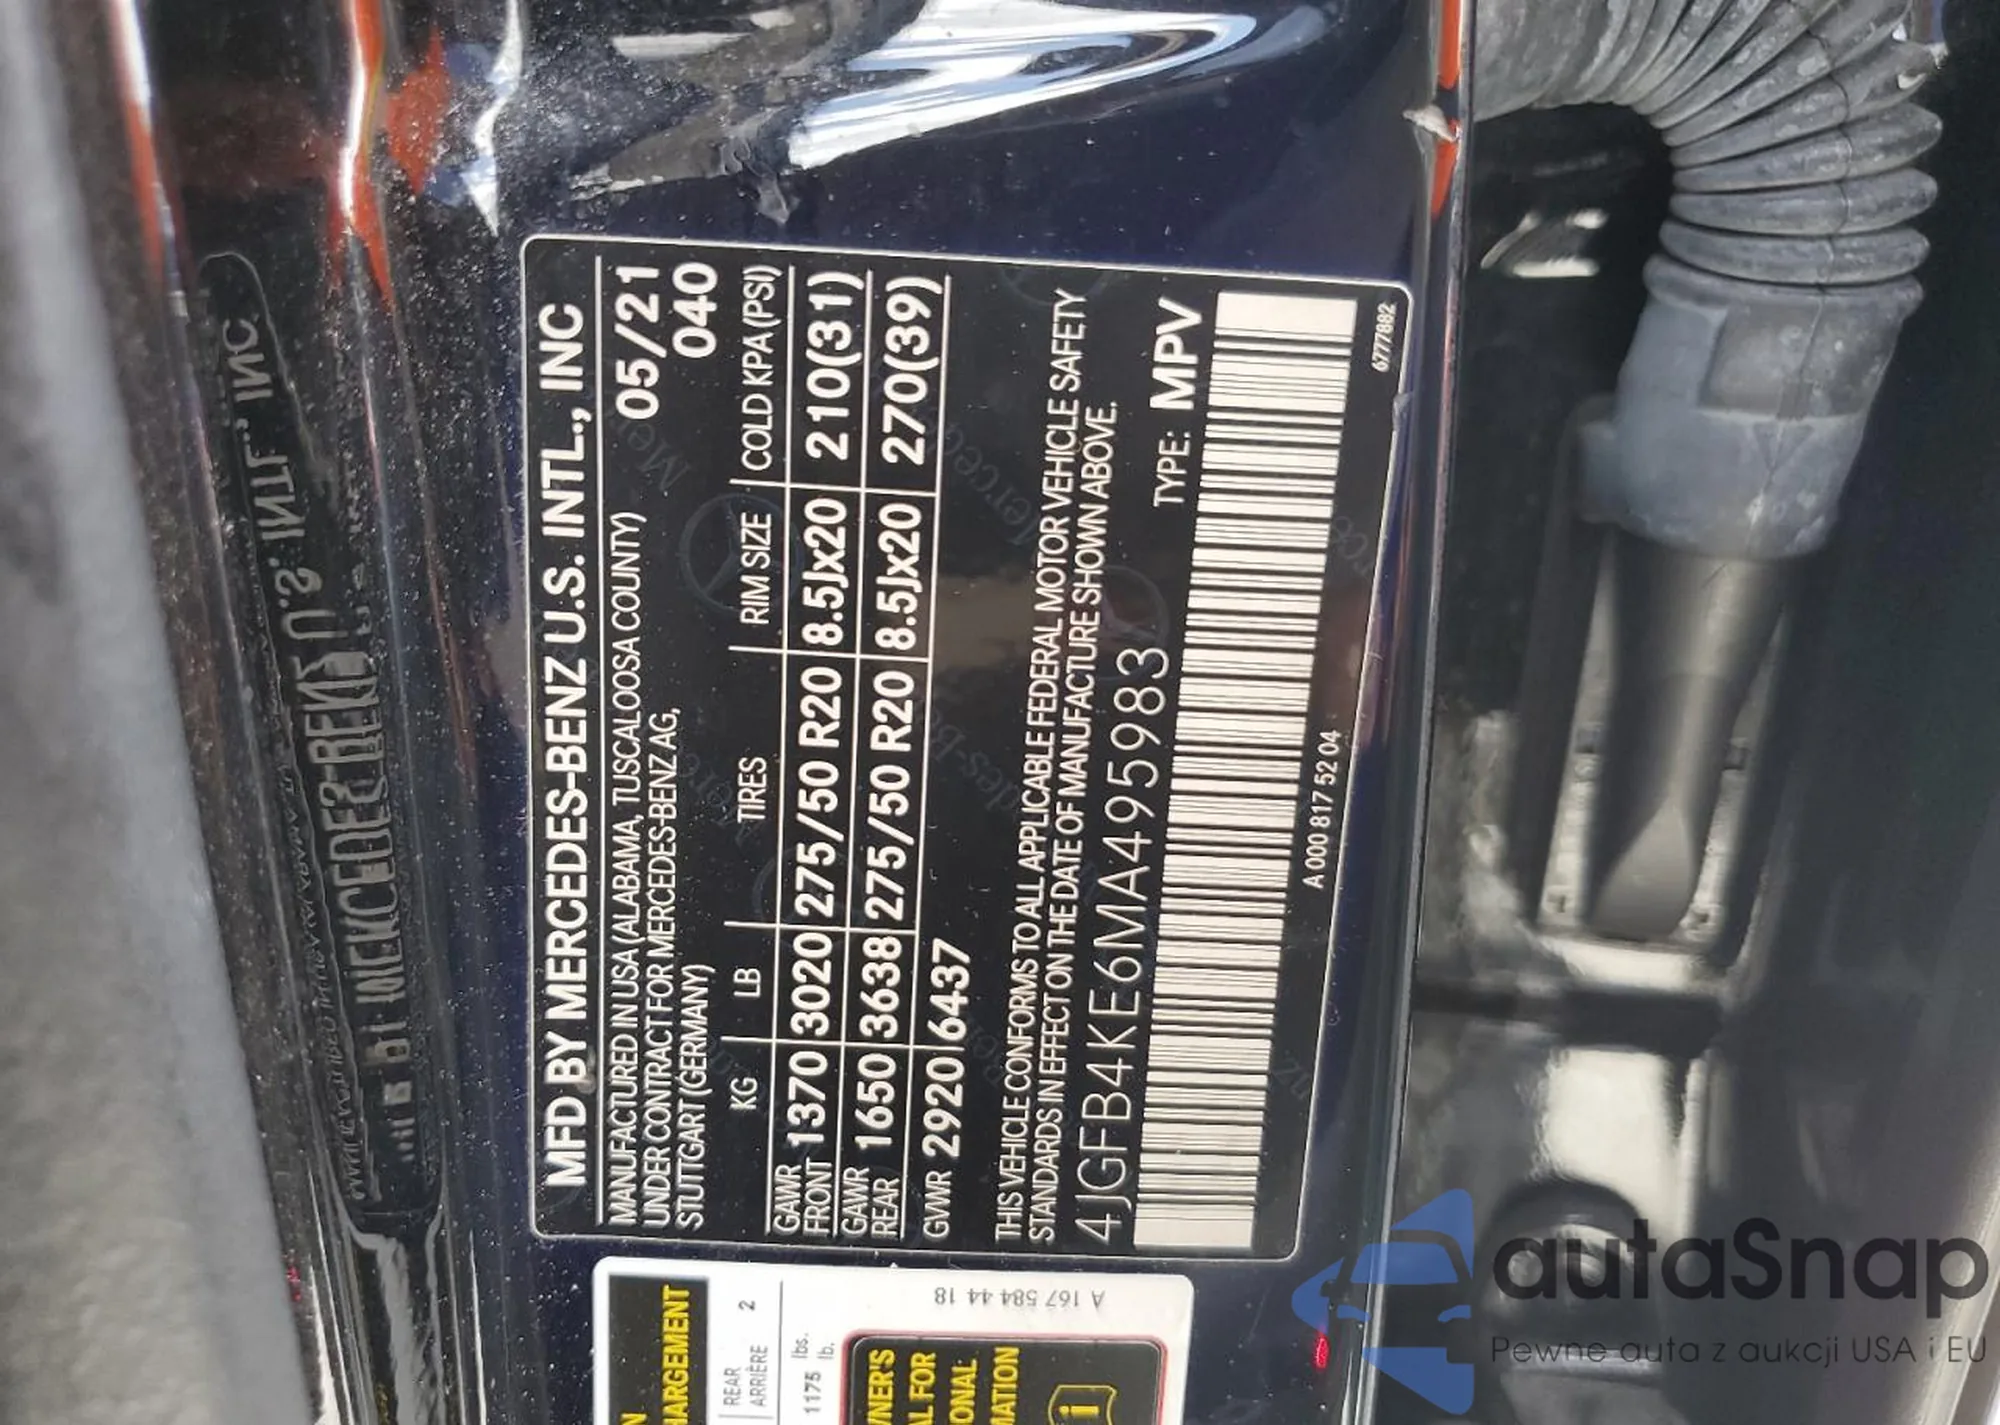 MFD BY MERCEDES-BENZ U.S. INTL., INC
MANUFACTURED IN USA (ALABAMA, TUSCALOOSA COUNTY) 05/21
UNDER CONTRACT FOR MERCEDES-BENZ AG, 040
STUTTGART (GERMANY)
KG LB TIRES RIM SIZE COLD KPA (PSI)
GAWR
FRONT 1370 3020 275/50 R20 8.5Jx20 210(31)
GAWR
REAR 1650 3638 275/50 R20 8.5Jx20 270(39)
GVWR 2920 6437
THIS VEHICLE CONFORMS TO ALL APPLICABLE FEDERAL MOTOR VEHICLE SAFETY
STANDARDS IN EFFECT ON THE DATE OF MANUFACTURE SHOWN ABOVE.
4JGFB4KE6MA495983 TYPE: MPV
A 000 817 52 04
6777882
HARGEMENT
REAR
ARRIÈRE 2
1175 lbs.
lb.
A 167 584 44 18
autaSnap
Pewne auta z aukcji USA i EU